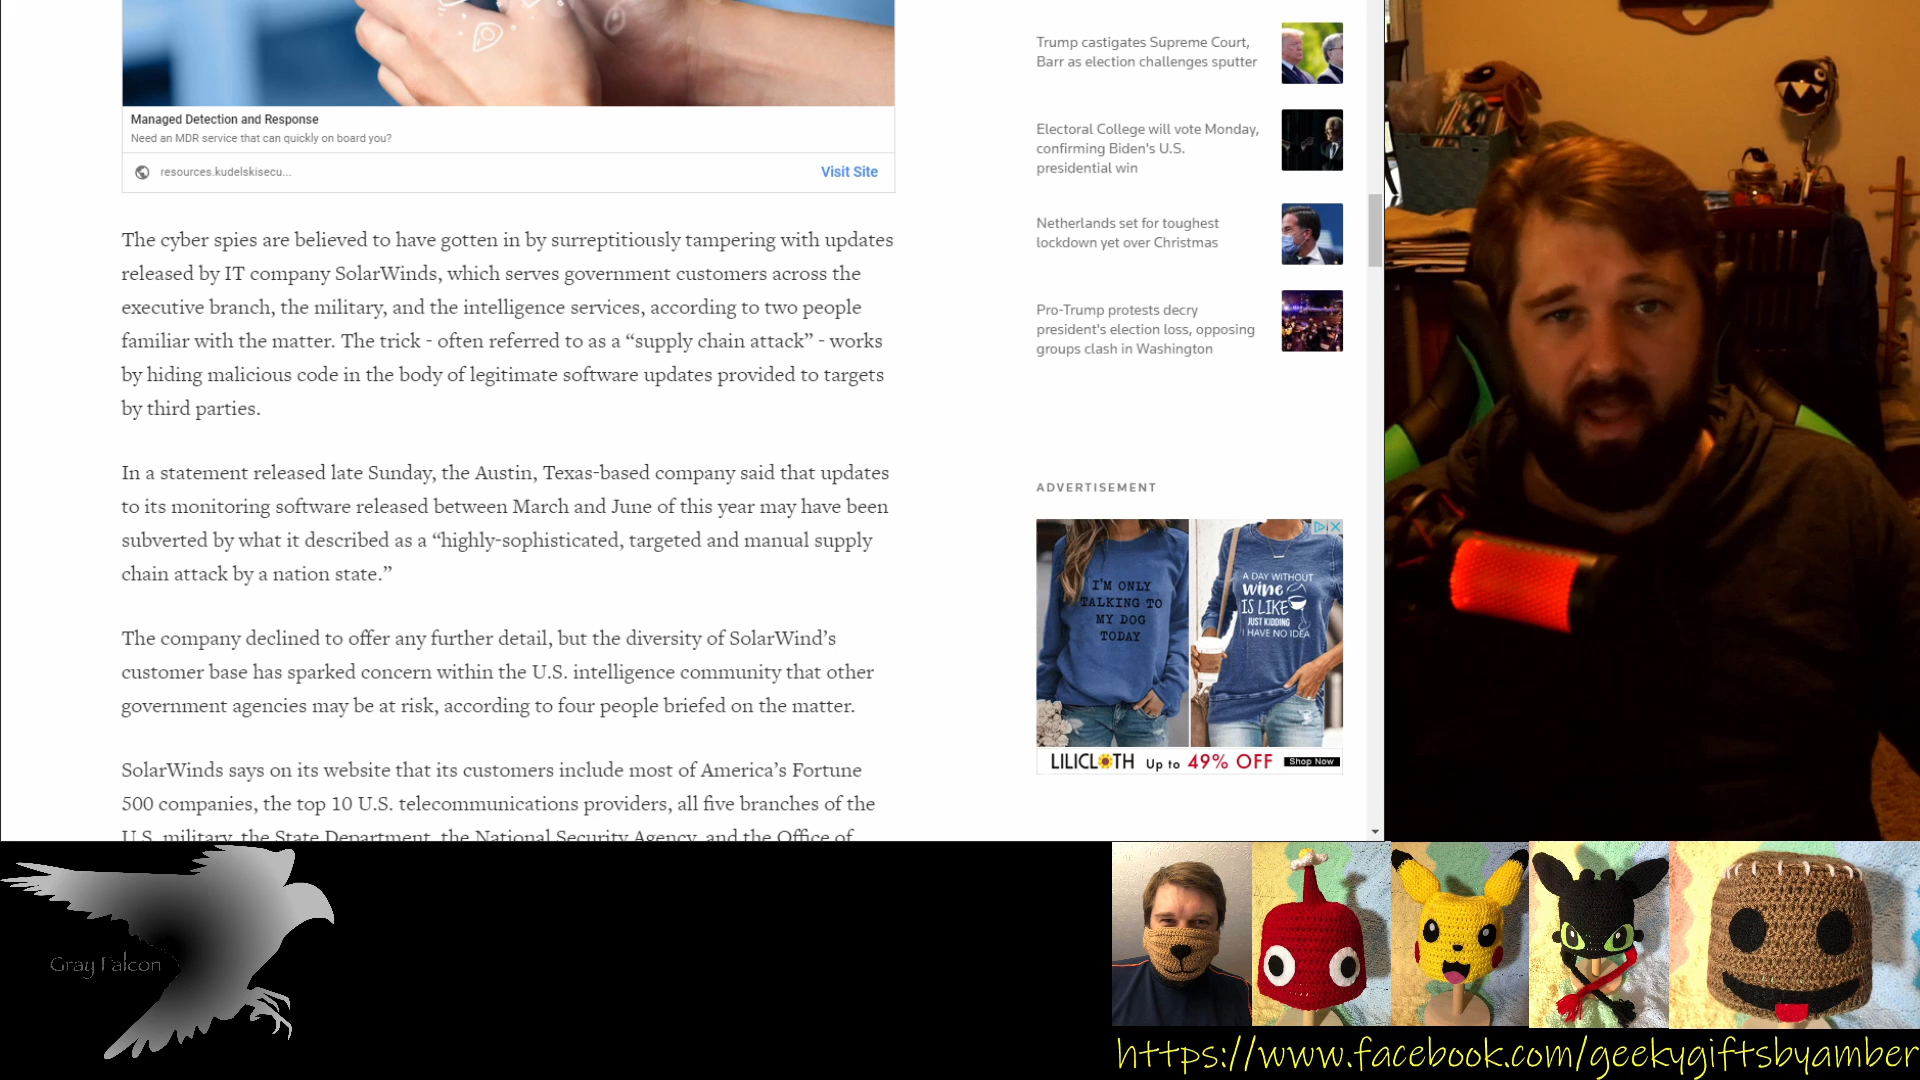 Managed Detection and Response
Need an MDR service that can quickly on board you?
resources.kudelskisecu...
Visit Site
The cyber spies are believed to have gotten in by surreptitiously tampering with updates
released by IT company SolarWinds, which serves government customers across the
executive branch, the military, and the intelligence services, according to two people
familiar with the matter. The trick - often referred to as a “supply chain attack” - works
by hiding malicious code in the body of legitimate software updates provided to targets
by third parties.
In a statement released late Sunday, the Austin, Texas-based company said that updates
to its monitoring software released between March and June of this year may have been
subverted by what it described as a “highly-sophisticated, targeted and manual supply
chain attack by a nation state.”
The company declined to offer any further detail, but the diversity of SolarWind’s
customer base has sparked concern within the U.S. intelligence community that other
government agencies may be at risk, according to four people briefed on the matter.
SolarWinds says on its website that its customers include most of America’s Fortune
500 companies, the top 10 U.S. telecommunications providers, all five branches of the
U.S. military, the State Department, the National Security Agency, and the Office of
Trump castigates Supreme Court,
Barr as election challenges sputter
Electoral College will vote Monday,
confirming Biden's U.S.
presidential win
Netherlands set for toughest
lockdown yet over Christmas
Pro-Trump protests decry
president's election loss, opposing
groups clash in Washington
ADVERTISEMENT
I'M ONLY
TALKING TO
MY DOG
TODAY
A DAY WITHOUT
wine
IS LIKE
JUST KIDDING
I HAVE NO IDEA
LILICLOTH Up to 49% OFF Shop Now
Gray Falcon
https://www.facebook.com/geekygiftsbyamber